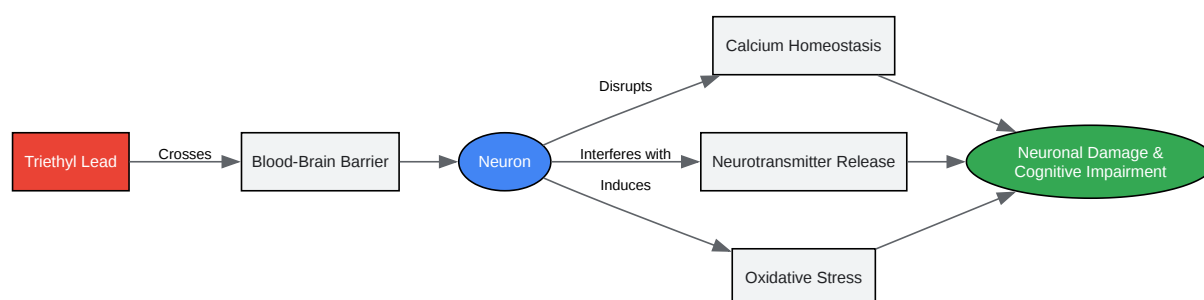 Triethyl Lead
Crosses
Blood-Brain Barrier
Neuron
Disrupts
Interferes with
Induces
Calcium Homeostasis
Neurotransmitter Release
Oxidative Stress
Neuronal Damage &
Cognitive Impairment